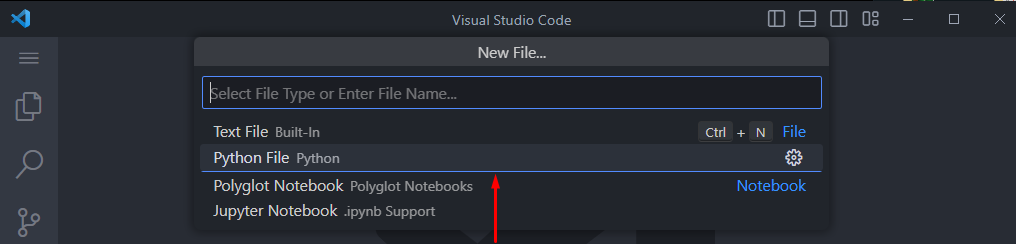 Visual Studio Code
New File...
Select File Type or Enter File Name...
Text File Built-In Ctrl + N File
Python File Python
Polyglot Notebook Polyglot Notebooks Notebook
Jupyter Notebook .ipynb Support